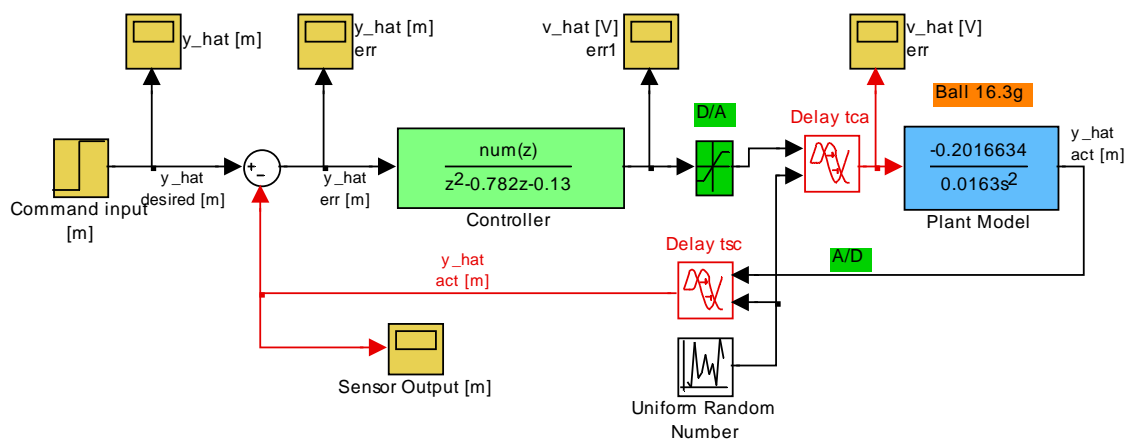 y_hat [m]
y_hat [m]
err
v_hat [V]
err1
v_hat [V]
err
Ball 16.3g
D/A
Delay tca
y_hat
act [m]
num(z)
z2-0.782z-0.13
Controller
-0.2016634
0.0163s2
Plant Model
+
−
y_hat
desired [m]
y_hat
err [m]
Command input
[m]
Delay tsc
A/D
y_hat
act [m]
Sensor Output [m]
Uniform Random
Number